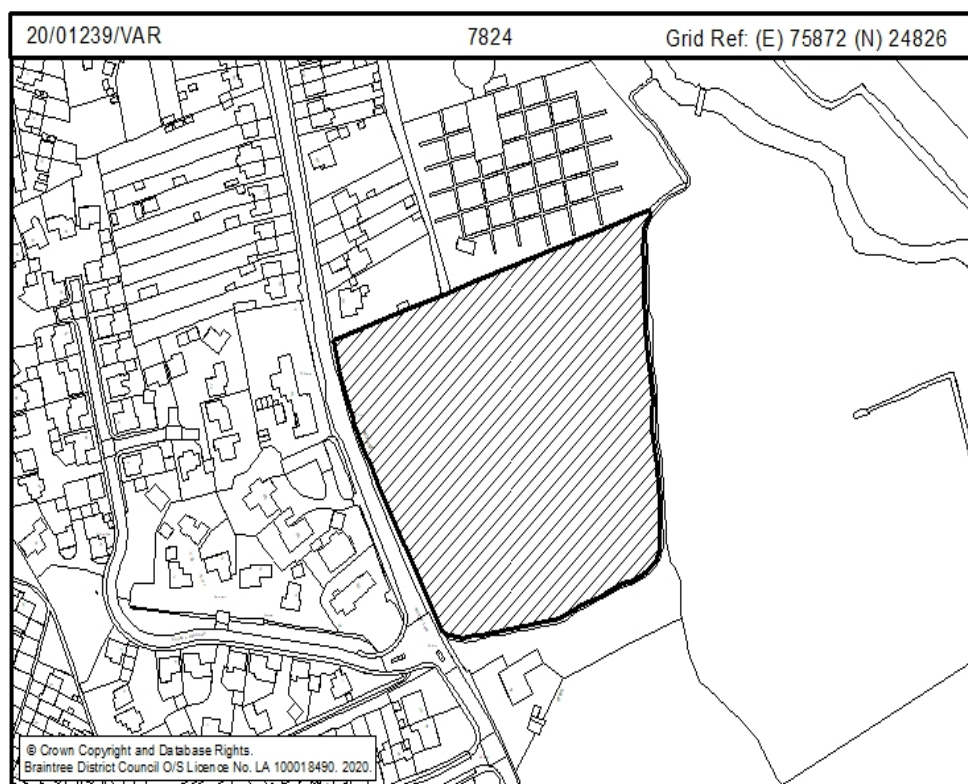 20/01239/VAR 7824 Grid Ref: (E) 75872 (N) 24826
© Crown Copyright and Database Rights.
Braintree District Council O/S Licence No. LA 100018490. 2020.